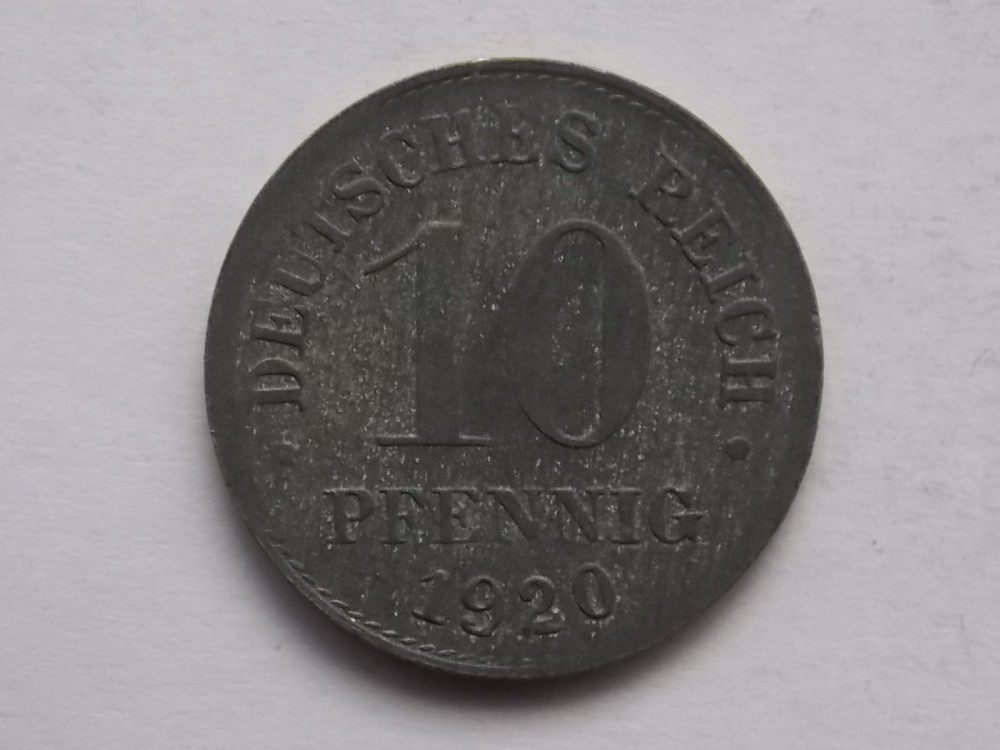 · DEUTSCHES REICH ·
10
PFENNIG
1920